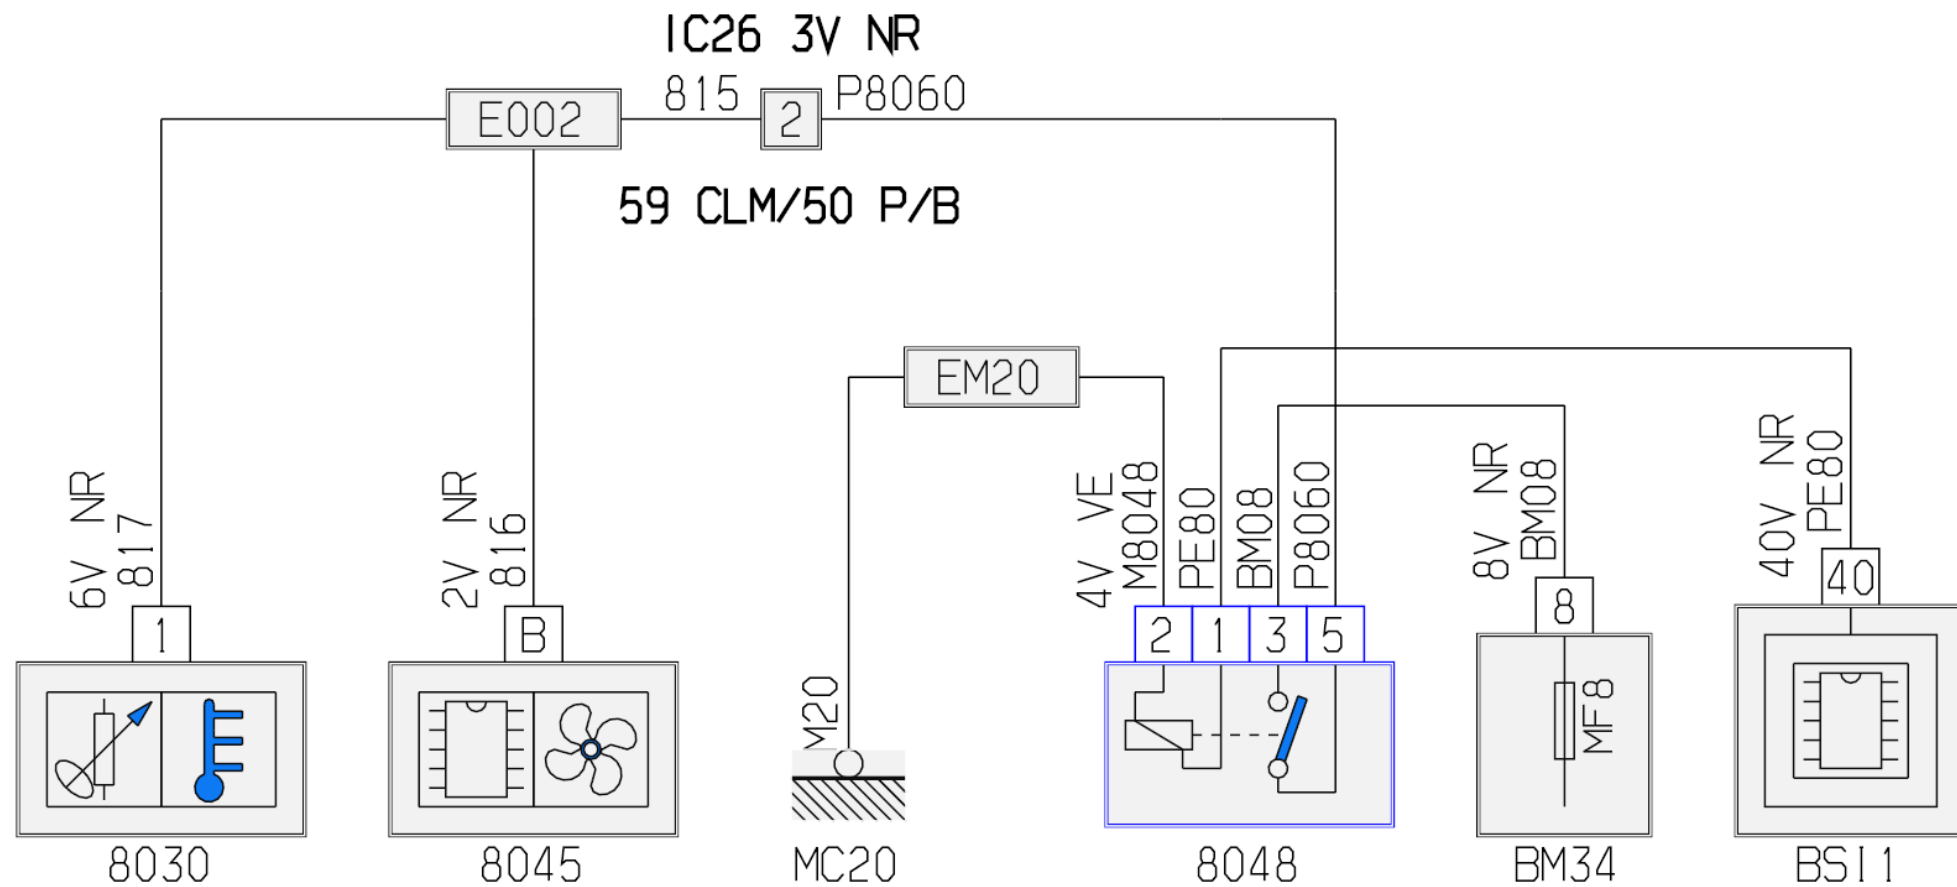 IC26 3V NR
815
P8060
E002
2
59 CLM/50 P/B
EM20
6V NR
817
2V NR
816
4V VE
M8048
PE80
BM08
P8060
8V NR
BM08
40V NR
PE80
1
B
2
1
3
5
8
40
M20
MF8
8030
8045
MC20
8048
BM34
BSI1